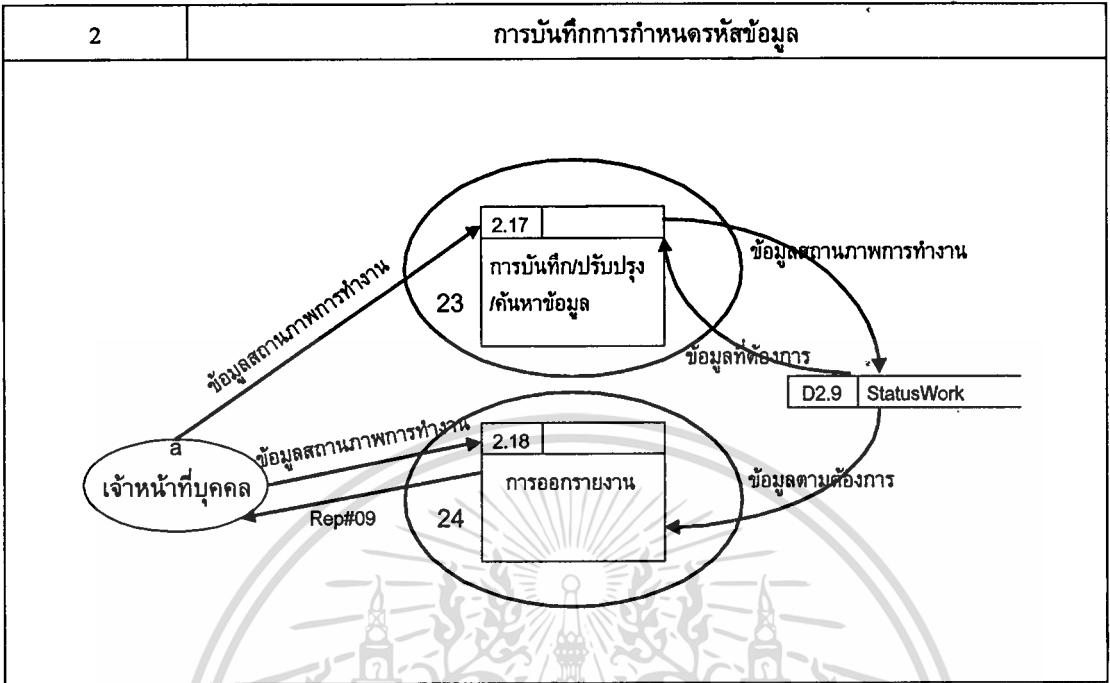 2
การบันทึกการกำหนดรหัสข้อมูล
2.17
การบันทึก/ปรับปรุง
/ค้นหาข้อมูล
23
ข้อมูลสถานภาพการทำงาน
ข้อมูลสถานภาพการทำงาน
ข้อมูลที่ต้องการ
D2.9 StatusWork
a
เจ้าหน้าที่บุคคล
ข้อมูลสถานภาพการทำงาน
2.18
การออกรายงาน
24
Rep#09
ข้อมูลตามต้องการ